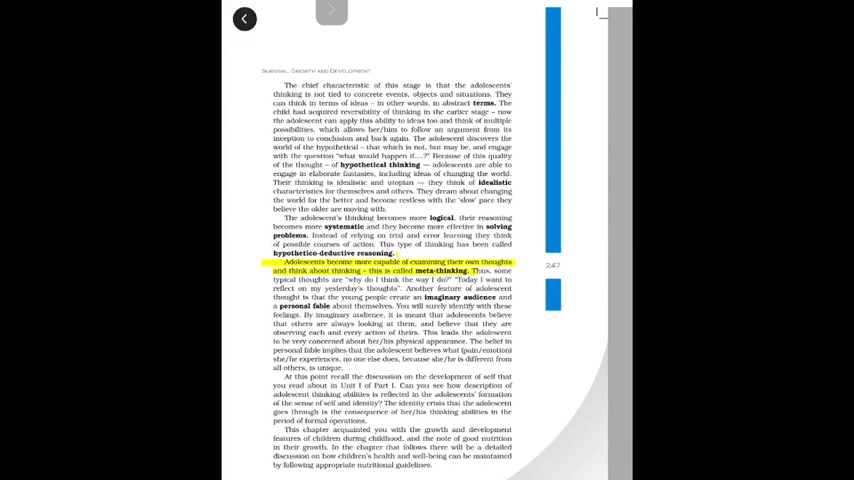 SURVIVAL, GROWTH AND DEVELOPMENT
The chief characteristic of this stage is that the adolescents'
thinking is not tied to concrete events, objects and situations. They
can think in terms of ideas – in other words, in abstract terms. The
child had acquired reversibility of thinking in the earlier stage – now
the adolescent can apply this ability to ideas too and think of multiple
possibilities, which allows her/him to follow an argument from its
inception to conclusion and back again. The adolescent discovers the
world of the hypothetical – that which is not, but may be, and engage
with the question "what would happen if....?" Because of this quality
of the thought – of hypothetical thinking — adolescents are able to
engage in elaborate fantasies, including ideas of changing the world.
Their thinking is idealistic and utopian — they think of idealistic
characteristics for themselves and others. They dream about changing
the world for the better and become restless with the 'slow' pace they
believe the older are moving with.
The adolescent's thinking becomes more logical, their reasoning
becomes more systematic and they become more effective in solving
problems. Instead of relying on trial and error learning they think
of possible courses of action. This type of thinking has been called
hypothetico-deductive reasoning.
Adolescents become more capable of examining their own thoughts
and think about thinking – this is called meta-thinking. Thus, some
typical thoughts are "why do I think the way I do?" "Today I want to
reflect on my yesterday's thoughts". Another feature of adolescent
thought is that the young people create an imaginary audience and
a personal fable about themselves. You will surely identify with these
feelings. By imaginary audience, it is meant that adolescents believe
that others are always looking at them, and believe that they are
observing each and every action of theirs. This leads the adolescent
to be very concerned about her/his physical appearance. The belief in
personal fable implies that the adolescent believes what (pain/emotion)
she/he experiences, no one else does, because she/he is different from
all others, is unique.
At this point recall the discussion on the development of self that
you read about in Unit I of Part I. Can you see how description of
adolescent thinking abilities is reflected in the adolescents' formation
of the sense of self and identity? The identity crisis that the adolescent
goes through is the consequence of her/his thinking abilities in the
period of formal operations.
This chapter acquainted you with the growth and development
features of children during childhood, and the note of good nutrition
in their growth. In the chapter that follows there will be a detailed
discussion on how children's health and well-being can be maintained
by following appropriate nutritional guidelines.
247